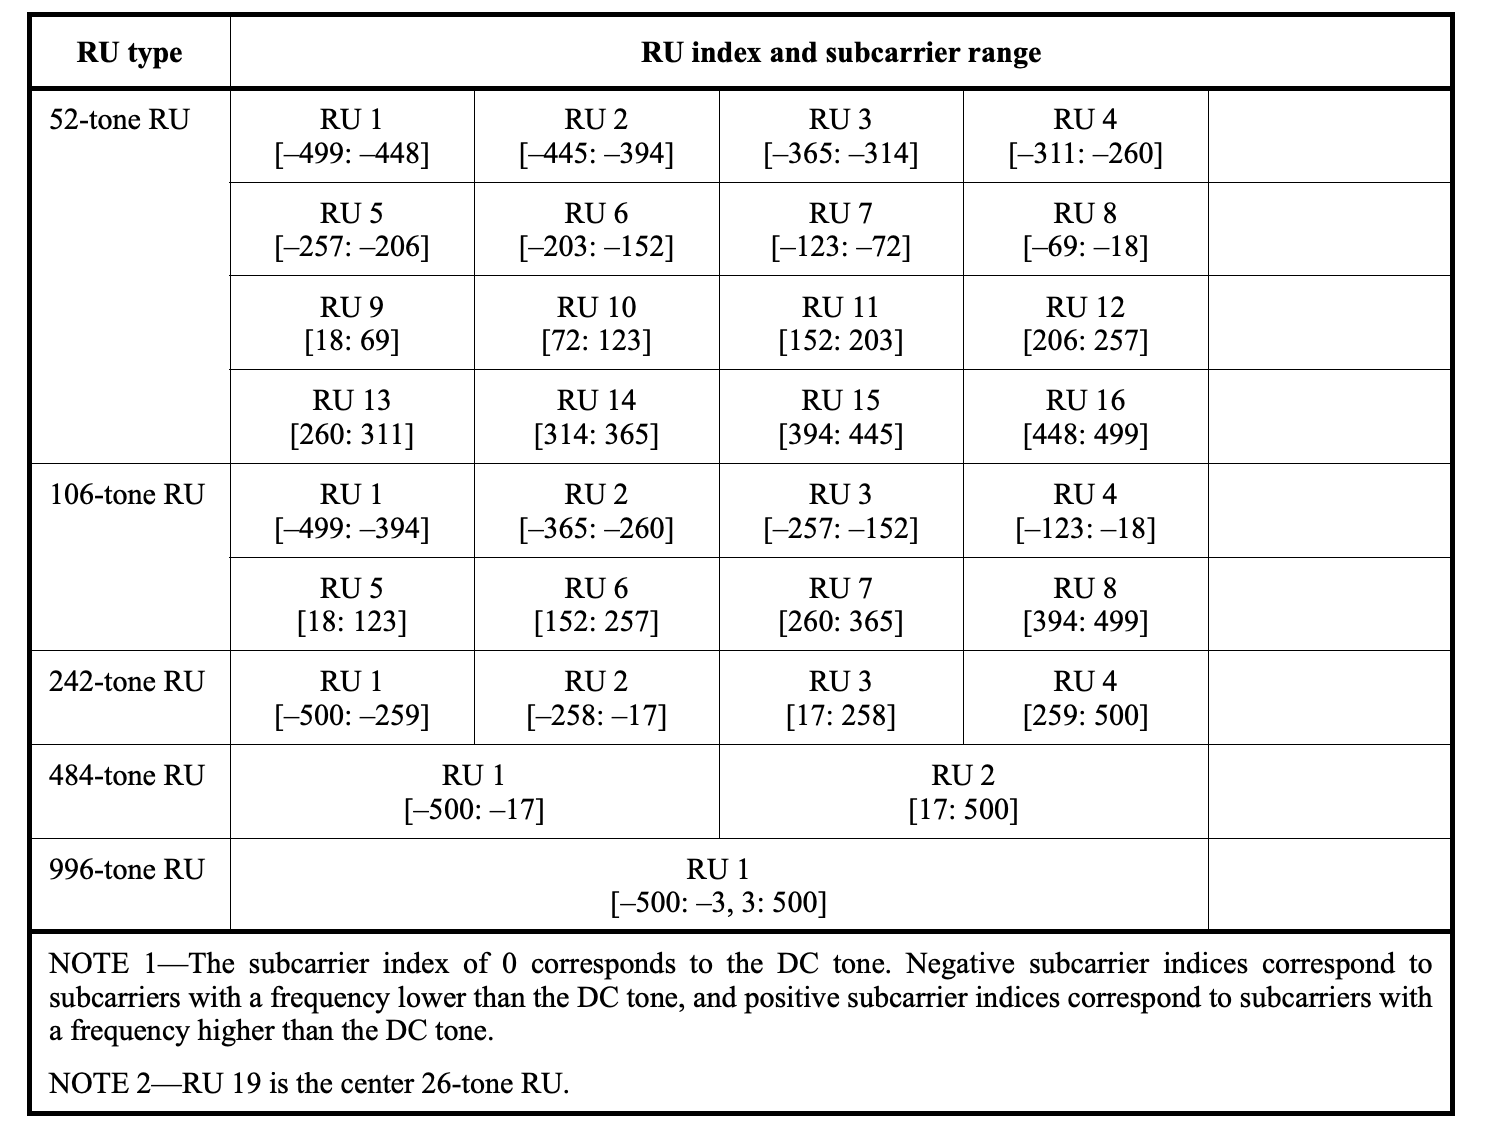 RU type RU index and subcarrier range
52-tone RU RU 1 RU 2 RU 3 RU 4
[–499: –448] [–445: –394] [–365: –314] [–311: –260]
RU 5 RU 6 RU 7 RU 8
[–257: –206] [–203: –152] [–123: –72] [–69: –18]
RU 9 RU 10 RU 11 RU 12
[18: 69] [72: 123] [152: 203] [206: 257]
RU 13 RU 14 RU 15 RU 16
[260: 311] [314: 365] [394: 445] [448: 499]
106-tone RU RU 1 RU 2 RU 3 RU 4
[–499: –394] [–365: –260] [–257: –152] [–123: –18]
RU 5 RU 6 RU 7 RU 8
[18: 123] [152: 257] [260: 365] [394: 499]
242-tone RU RU 1 RU 2 RU 3 RU 4
[–500: –259] [–258: –17] [17: 258] [259: 500]
484-tone RU RU 1 RU 2
[–500: –17] [17: 500]
996-tone RU RU 1
[–500: –3, 3: 500]
NOTE 1—The subcarrier index of 0 corresponds to the DC tone. Negative subcarrier indices correspond to
subcarriers with a frequency lower than the DC tone, and positive subcarrier indices correspond to subcarriers with
a frequency higher than the DC tone.
NOTE 2—RU 19 is the center 26-tone RU.